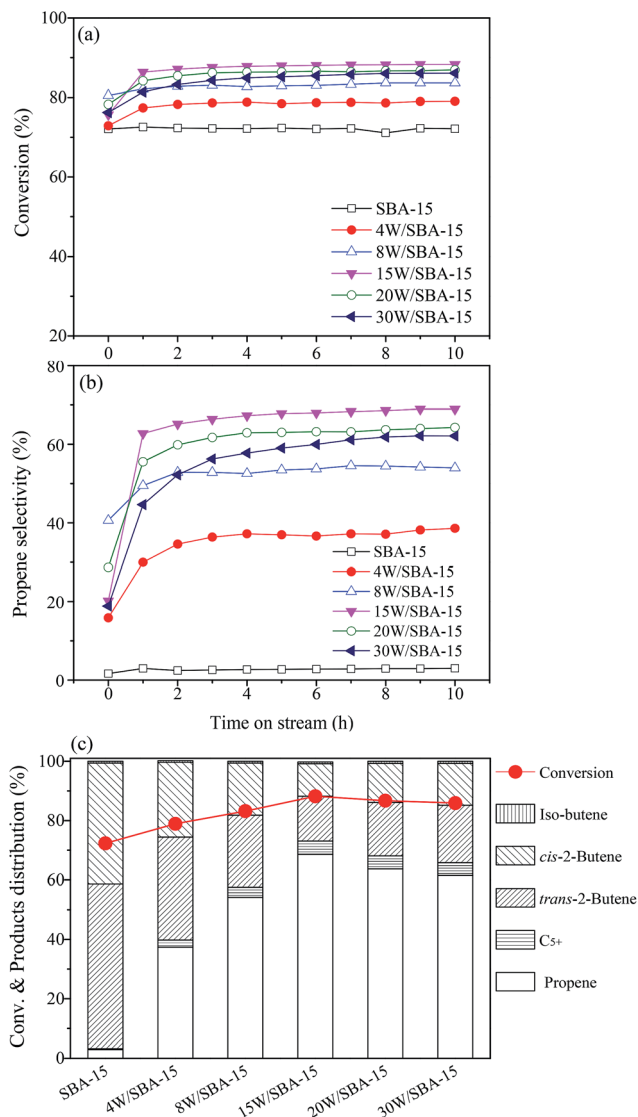 (a)
100
80
60
40
20
Conversion (%)
SBA-15
4W/SBA-15
8W/SBA-15
15W/SBA-15
20W/SBA-15
30W/SBA-15
0 2 4 6 8 10
(b)
80
60
40
20
0
Propene selectivity (%)
SBA-15
4W/SBA-15
8W/SBA-15
15W/SBA-15
20W/SBA-15
30W/SBA-15
0 2 4 6 8 10
Time on stream (h)
(c)
100
80
60
40
20
0
Conv. & Products distribution (%)
Conversion
Iso-butene
cis-2-Butene
trans-2-Butene
C5+
Propene
SBA-15
4W/SBA-15
8W/SBA-15
15W/SBA-15
20W/SBA-15
30W/SBA-15